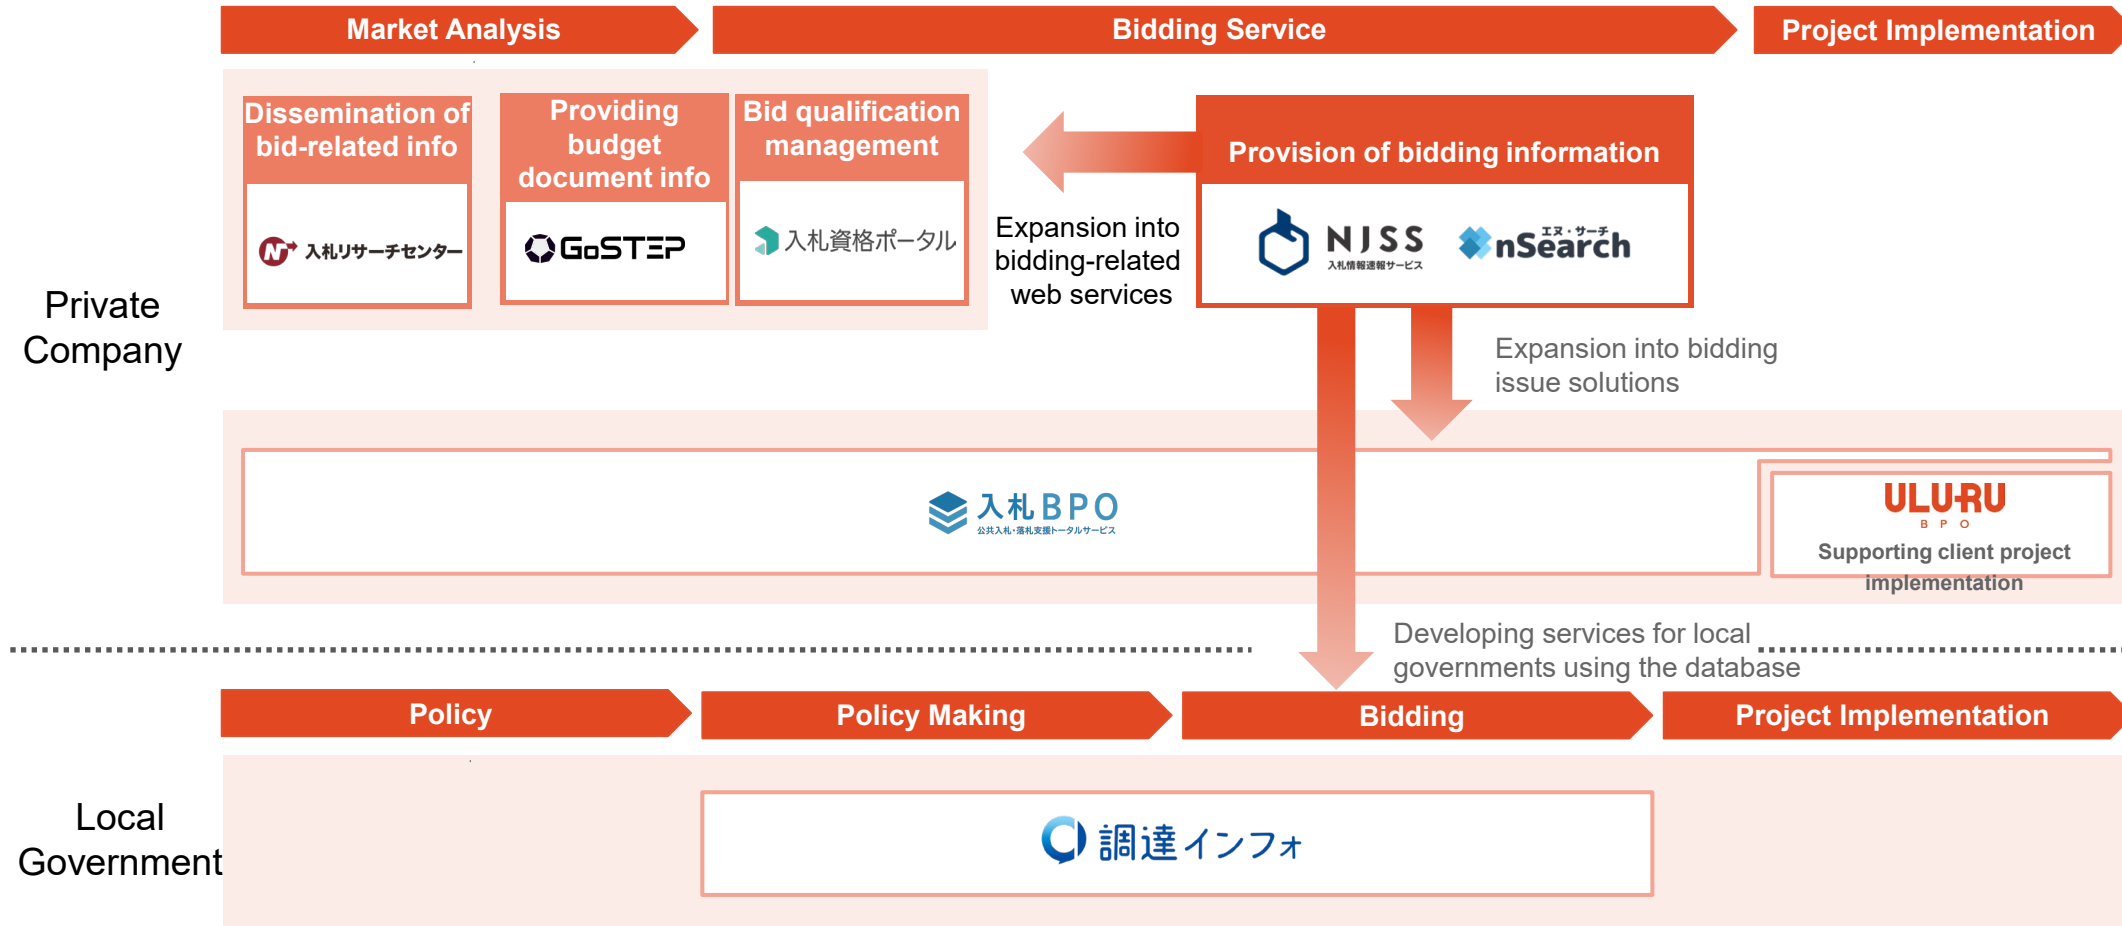 Market Analysis
Bidding Service
Project Implementation
Private
Company
Dissemination of
bid-related info
入札リサーチセンター
Providing
budget
document info
GoSTEP
Bid qualification
management
入札資格ポータル
Expansion into
bidding-related
web services
Provision of bidding information
NJSS
入札情報速報サービス
エヌ・サーチ
nSearch
Expansion into bidding
issue solutions
入札BPO
公共入札・落札支援トータルサービス
ULURU
BPO
Supporting client project
implementation
Developing services for local
governments using the database
Policy
Policy Making
Bidding
Project Implementation
Local
Government
調達インフォ